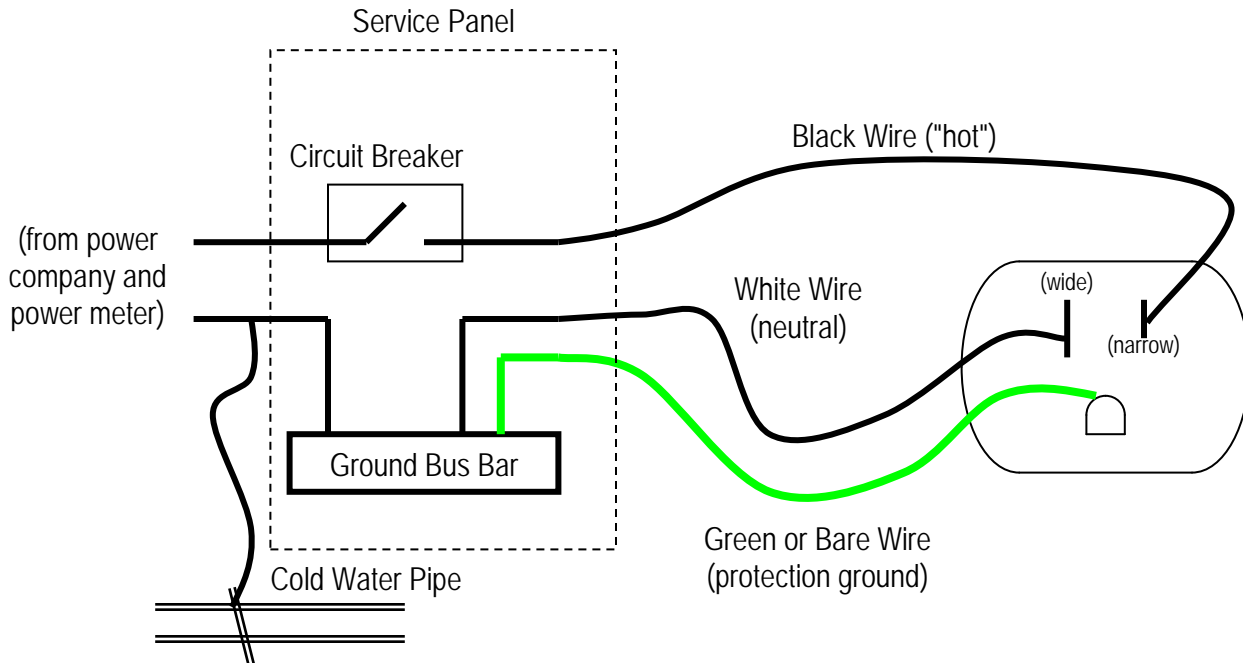 Service Panel
Circuit Breaker
Black Wire ("hot")
(from power
company and
power meter)
White Wire
(neutral)
(wide)
(narrow)
Ground Bus Bar
Green or Bare Wire
(protection ground)
Cold Water Pipe